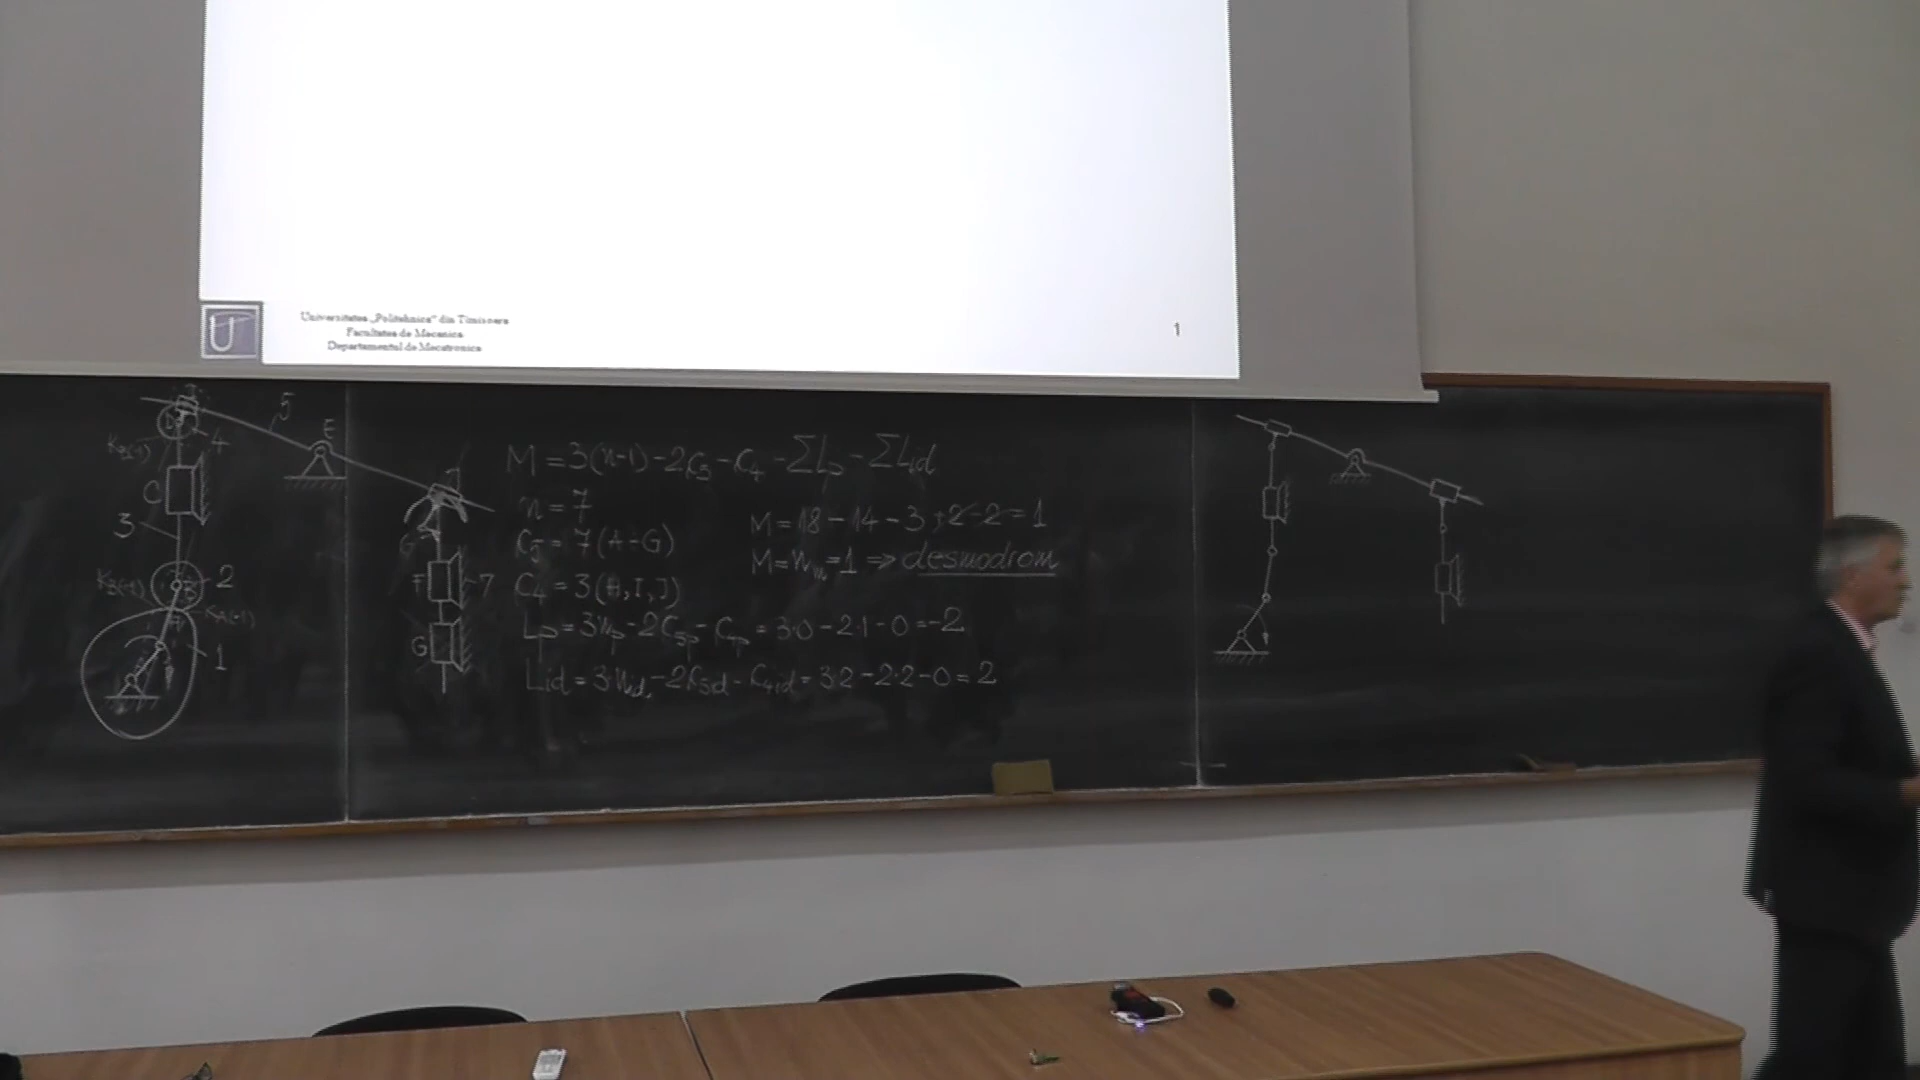 Universitatea „Politehnica” din Timisoara
Facultatea de Mecanica
Departamentul de Mecatronica
1
5
E
4
C
3
2
1
F
7
G
M = 3(n-1) - 2C5 - C4 - ΣLp - ΣLid
n = 7
C5 = 7 (A-G)
C4 = 3 (H, I, J)
M = 18 - 14 - 3 + 2 - 2 = 1
M = Nm = 1 => desmodrom
Lp = 3np - 2C5p - C4p = 3·0 - 2·1 - 0 = -2
Lid = 3nid - 2C5id - C4id = 3·2 - 2·2 - 0 = 2